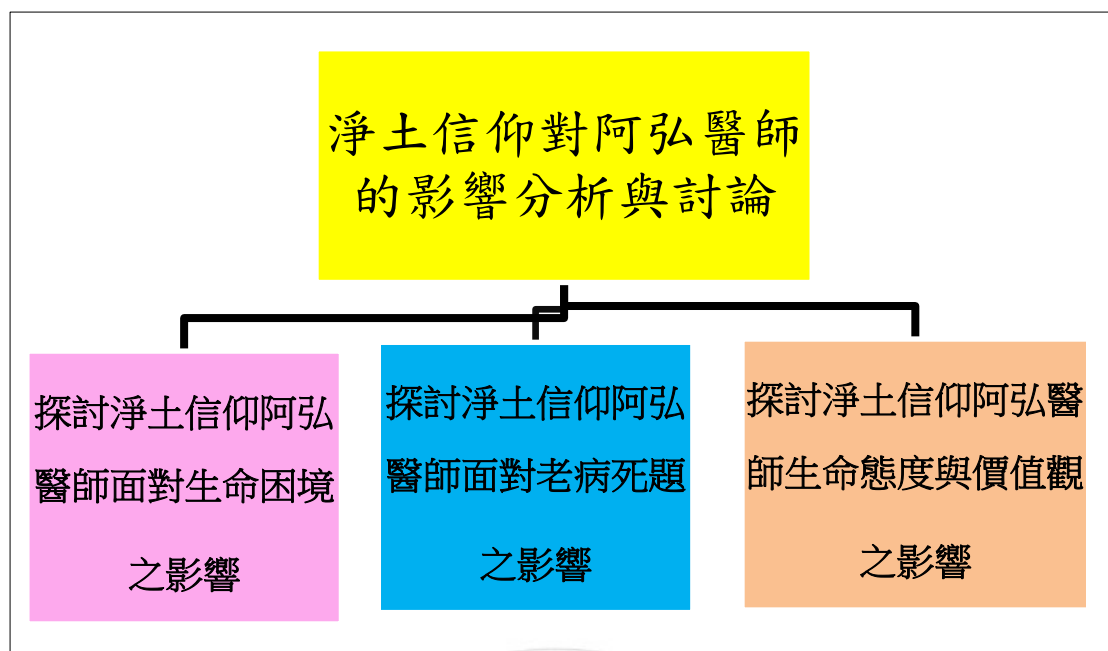 淨土信仰對阿弘醫師
的影響分析與討論
探討淨土信仰阿弘
醫師面對生命困境
之影響
探討淨土信仰阿弘
醫師面對老病死題
之影響
探討淨土信仰阿弘醫
師生命態度與價值觀
之影響